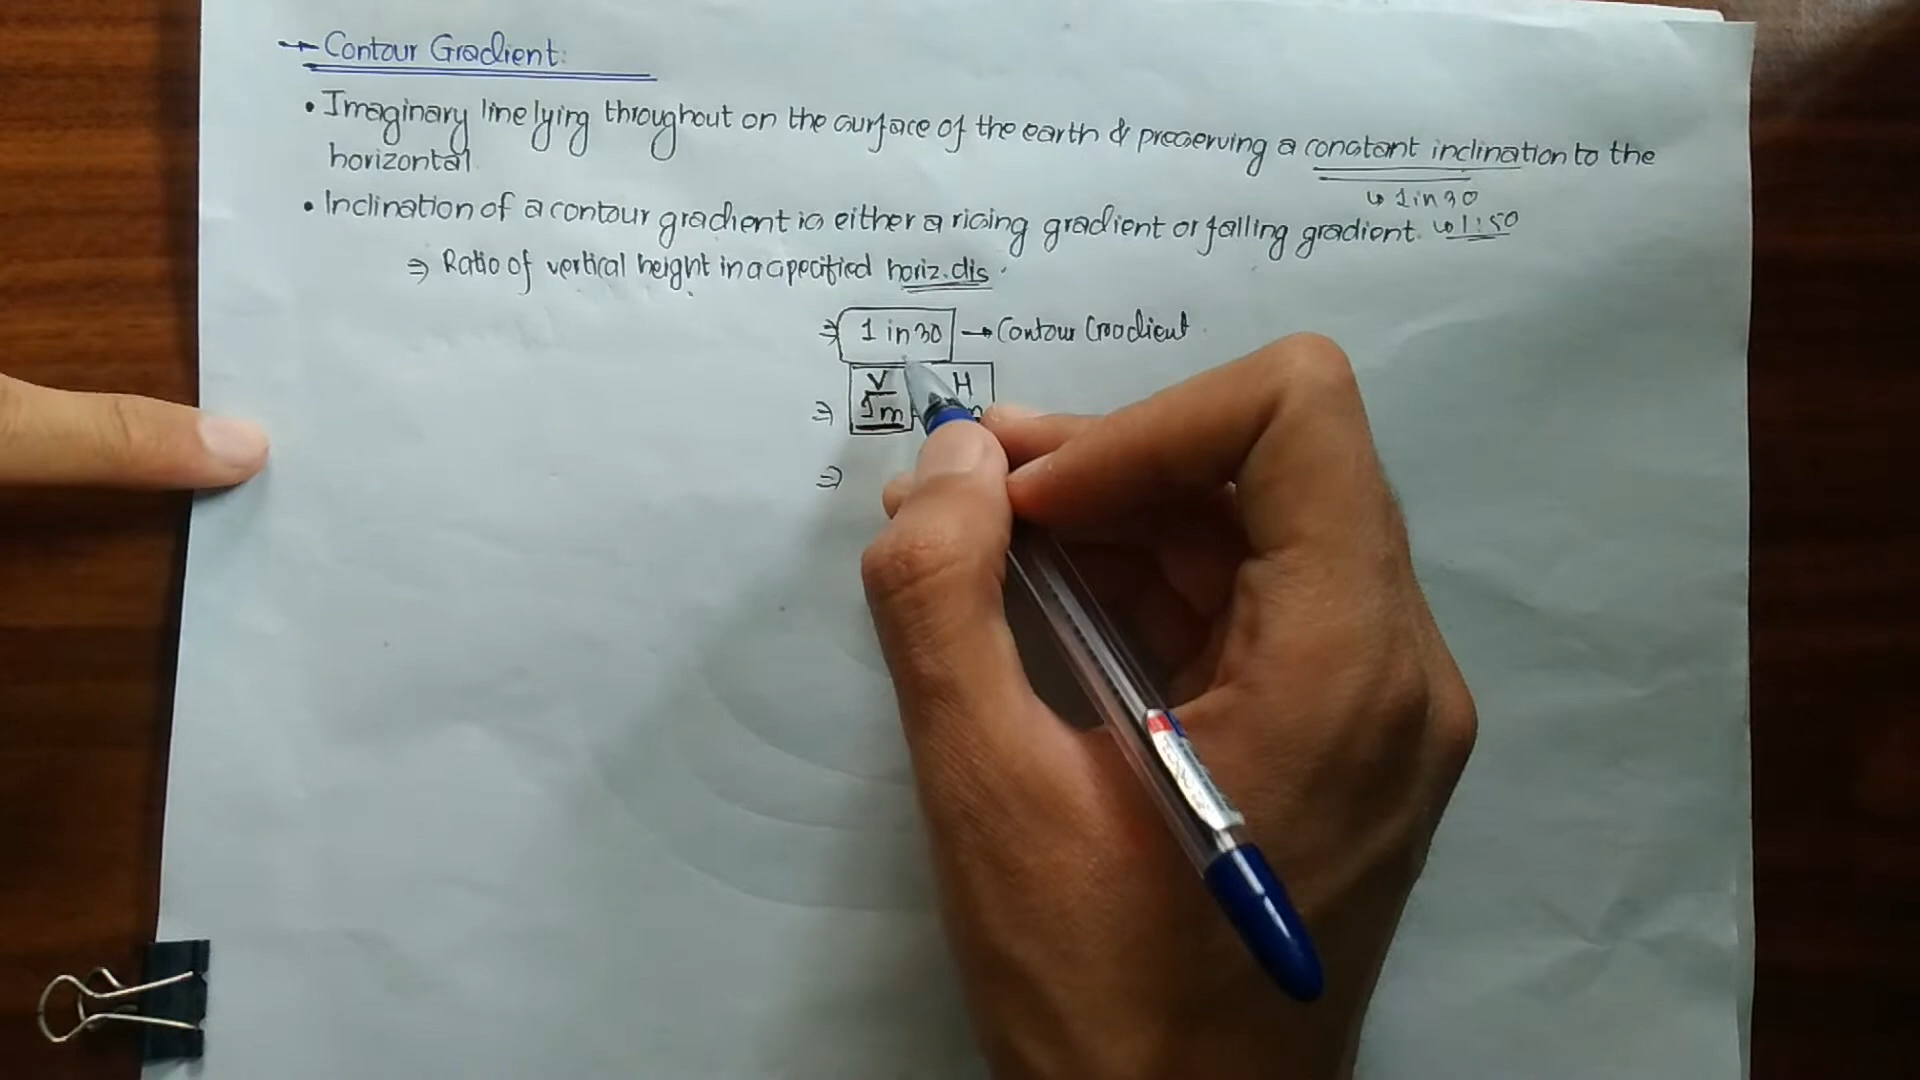 → Contour Gradient:
• Imaginary line lying throughout on the surface of the earth & preserving a constant inclination to the
horizontal
↳ 1 in 30
• Inclination of a contour gradient is either a rising gradient or falling gradient. ↳ 1:50
⇒ Ratio of vertical height in a specified horiz. dis.
⇒ 1 in 30 → Contour Gradient
V H
⇒ 1m
⇒